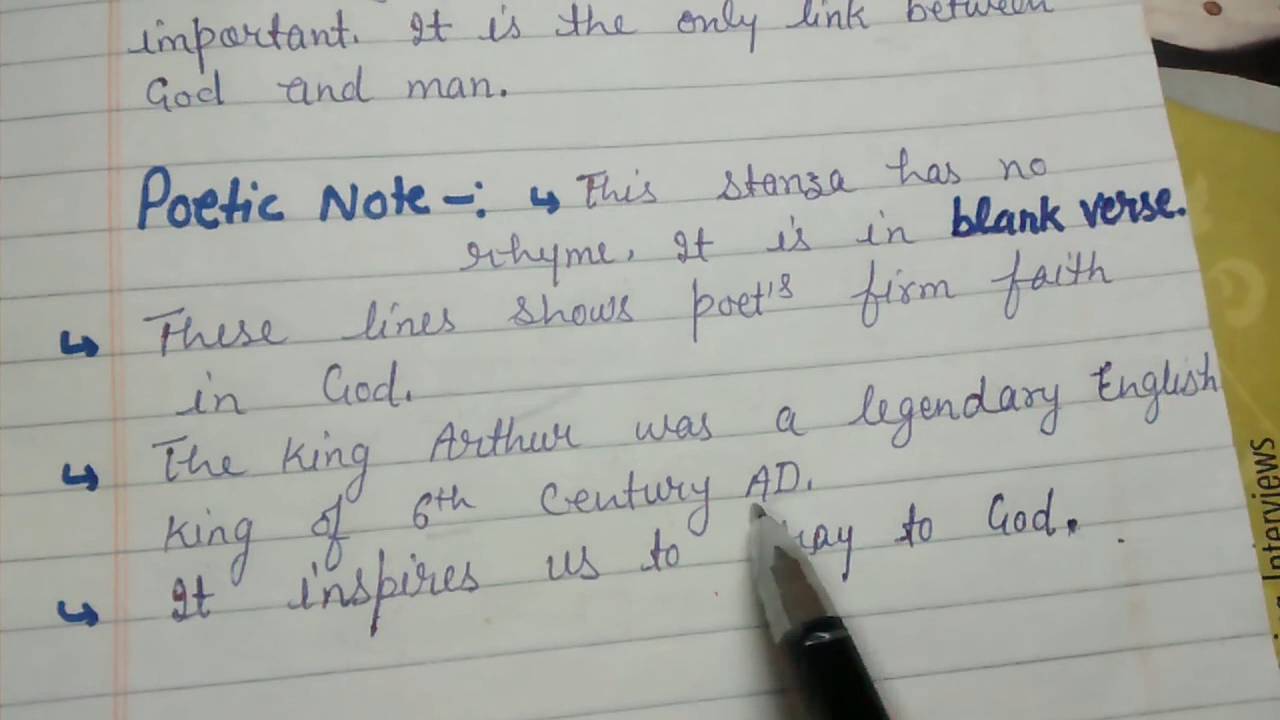 important. It is the only link between
God and man.
Poetic Note -: ↳ This stanza has no
rhyme, It is in blank verse.
↳ These lines shows poet's firm faith
in God.
↳ The King Arthur was a legendary English
King of 6th Century AD.
↳ It inspires us to to God.
Interviews